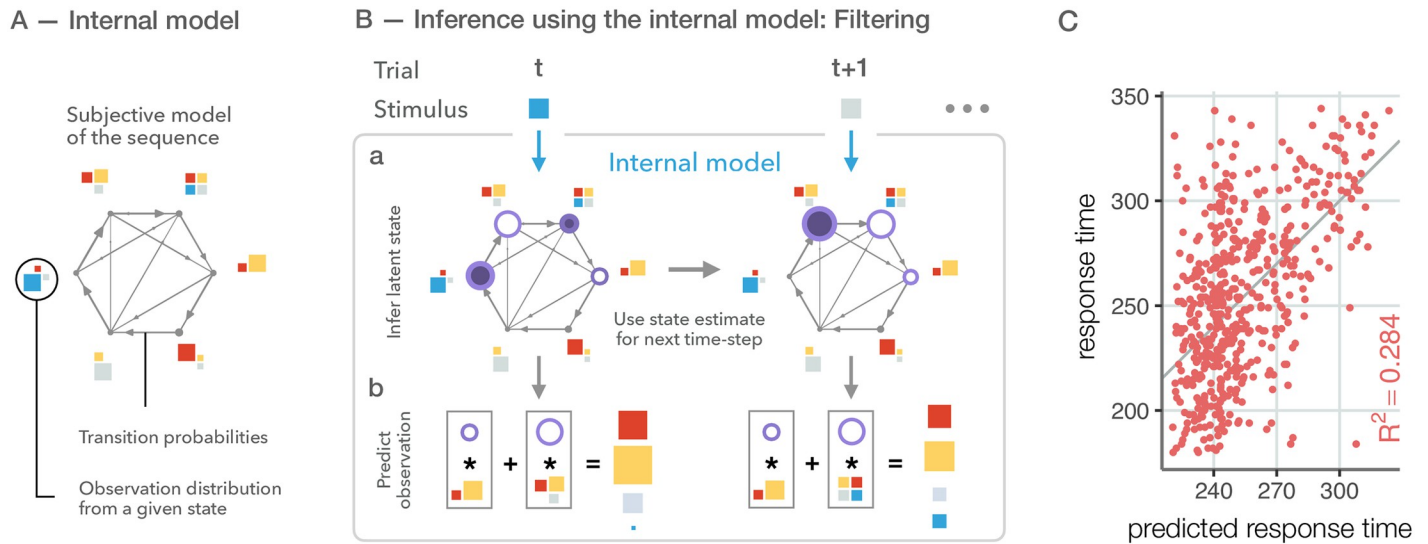 A — Internal model
Subjective model
of the sequence
Transition probabilities
Observation distribution
from a given state
B — Inference using the internal model: Filtering
Trial t t+1
Stimulus
a
Internal model
Infer latent state
Use state estimate
for next time-step
b
Predict
observation
* + * =
* + * =
C
response time
350
300
250
200
R² = 0.284
240 270 300
predicted response time